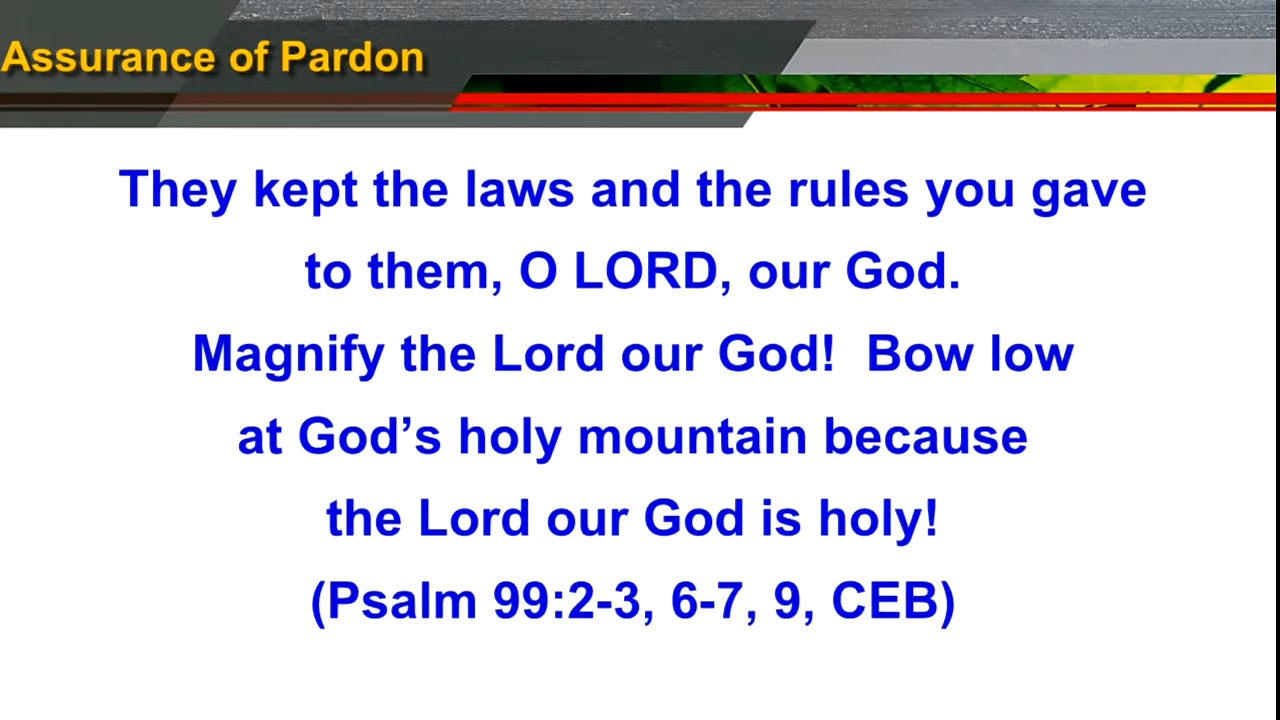 Assurance of Pardon
They kept the laws and the rules you gave
to them, O LORD, our God.
Magnify the Lord our God!  Bow low
at God’s holy mountain because
the Lord our God is holy!
(Psalm 99:2-3, 6-7, 9, CEB)